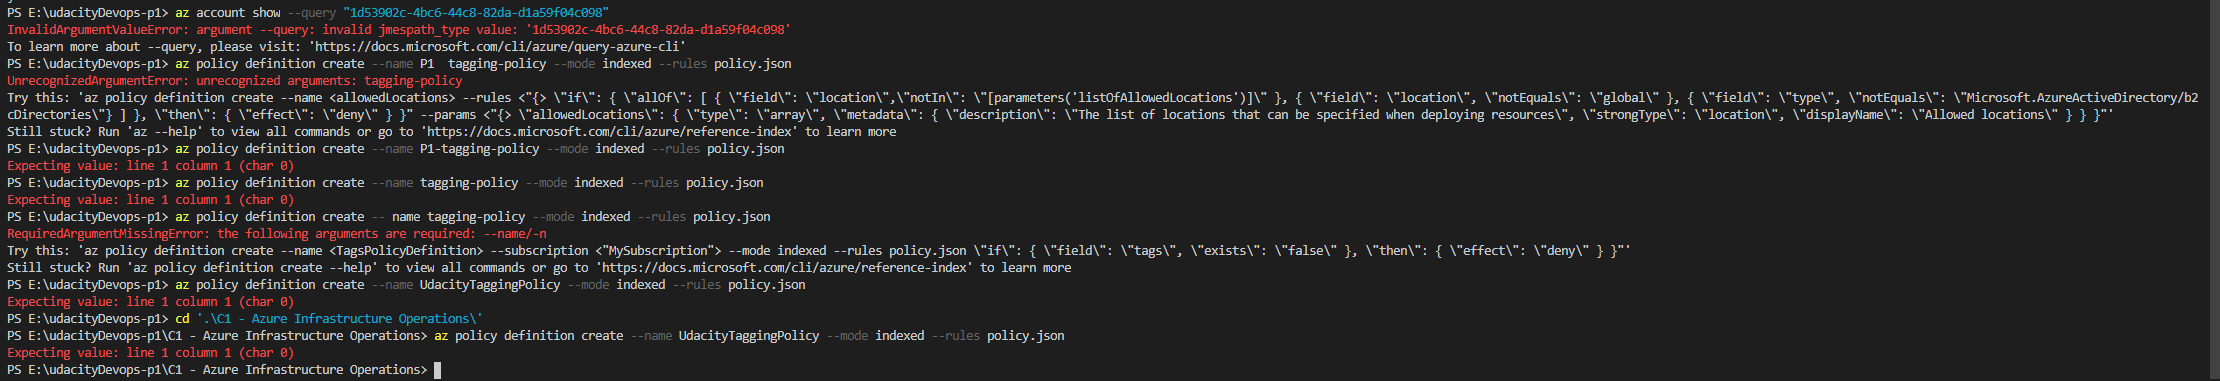 PS E:\udacityDevops-p1> az account show --query "1d53902c-4bc6-44c8-82da-d1a59f04c098"
InvalidArgumentValueError: argument --query: invalid jmespath_type value: '1d53902c-4bc6-44c8-82da-d1a59f04c098'
To learn more about --query, please visit: 'https://docs.microsoft.com/cli/azure/query-azure-cli'
PS E:\udacityDevops-p1> az policy definition create --name P1  tagging-policy --mode indexed --rules policy.json
UnrecognizedArgumentError: unrecognized arguments: tagging-policy
Try this: 'az policy definition create --name <allowedLocations> --rules <"{> \"if\": { \"allOf\": [ { \"field\": \"location\",\"notIn\": \"[parameters('listOfAllowedLocations')]\" }, { \"field\": \"location\", \"notEquals\": \"global\" }, { \"field\": \"type\", \"notEquals\": \"Microsoft.AzureActiveDirectory/b2
cDirectories\"} ] }, \"then\": { \"effect\": \"deny\" } }" --params <"{> \"allowedLocations\": { \"type\": \"array\", \"metadata\": { \"description\": \"The list of locations that can be specified when deploying resources\", \"strongType\": \"location\", \"displayName\": \"Allowed locations\" } } }"'
Still stuck? Run 'az --help' to view all commands or go to 'https://docs.microsoft.com/cli/azure/reference-index' to learn more
PS E:\udacityDevops-p1> az policy definition create --name P1-tagging-policy --mode indexed --rules policy.json
Expecting value: line 1 column 1 (char 0)
PS E:\udacityDevops-p1> az policy definition create --name tagging-policy --mode indexed --rules policy.json
Expecting value: line 1 column 1 (char 0)
PS E:\udacityDevops-p1> az policy definition create -- name tagging-policy --mode indexed --rules policy.json
RequiredArgumentMissingError: the following arguments are required: --name/-n
Try this: 'az policy definition create --name <TagsPolicyDefinition> --subscription <"MySubscription"> --mode indexed --rules policy.json \"if\": { \"field\": \"tags\", \"exists\": \"false\" }, \"then\": { \"effect\": \"deny\" } }"'
Still stuck? Run 'az policy definition create --help' to view all commands or go to 'https://docs.microsoft.com/cli/azure/reference-index' to learn more
PS E:\udacityDevops-p1> az policy definition create --name UdacityTaggingPolicy --mode indexed --rules policy.json
Expecting value: line 1 column 1 (char 0)
PS E:\udacityDevops-p1> cd '.\C1 - Azure Infrastructure Operations\'
PS E:\udacityDevops-p1\C1 - Azure Infrastructure Operations> az policy definition create --name UdacityTaggingPolicy --mode indexed --rules policy.json
Expecting value: line 1 column 1 (char 0)
PS E:\udacityDevops-p1\C1 - Azure Infrastructure Operations>